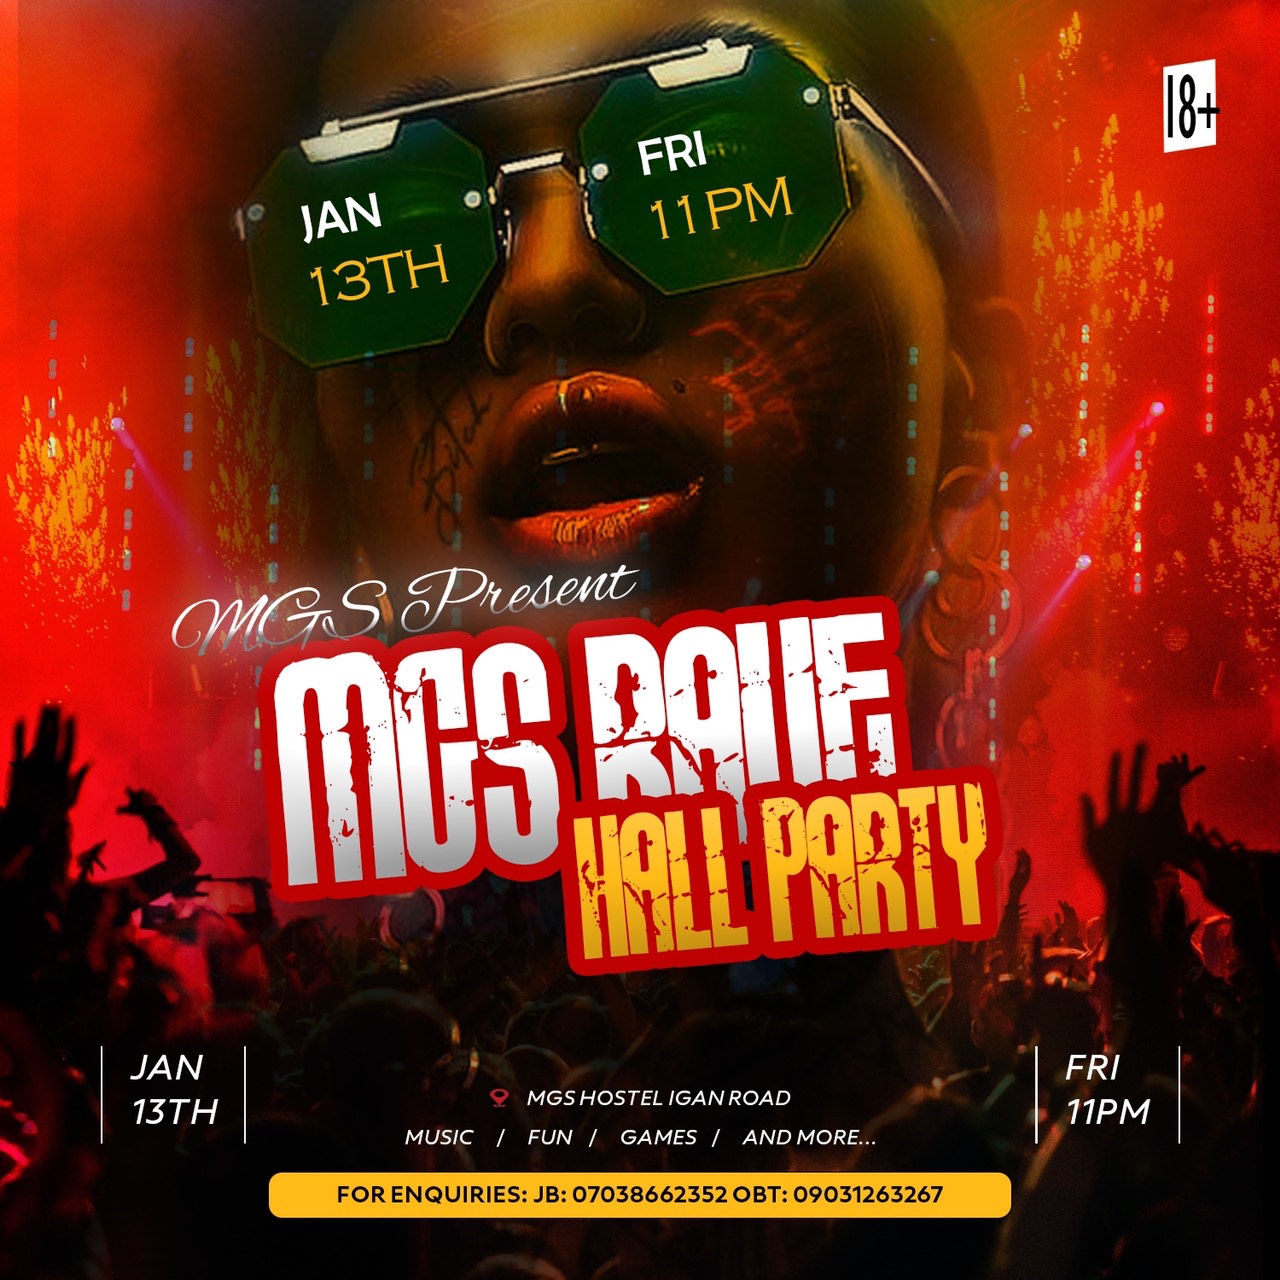 18+
JAN
13TH
FRI
11PM
Bitch
MGS Present
MGS RAVE
HALL PARTY
JAN
13TH
FRI
11PM
MGS HOSTEL IGAN ROAD
MUSIC / FUN / GAMES / AND MORE...
FOR ENQUIRIES: JB: 07038662352 OBT: 09031263267